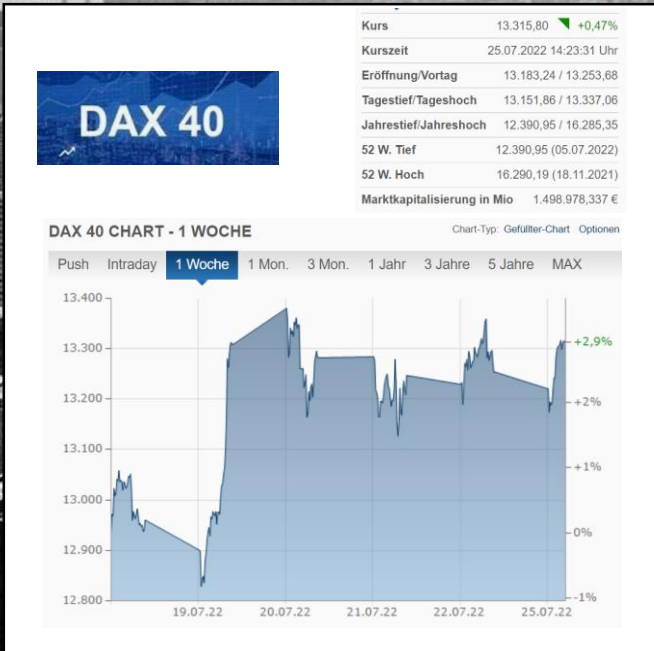 Kurs 13.315,80 +0,47%
Kurszeit 25.07.2022 14:23:31 Uhr
Eröffnung/Vortag 13.183,24 / 13.253,68
Tagestief/Tageshoch 13.151,86 / 13.337,06
Jahrestief/Jahreshoch 12.390,95 / 16.285,35
52 W. Tief 12.390,95 (05.07.2022)
52 W. Hoch 16.290,19 (18.11.2021)
Marktkapitalisierung in Mio 1.498.978,337 €
DAX 40
DAX 40 CHART - 1 WOCHE Chart-Typ: Gefüllter-Chart Optionen
Push Intraday 1 Woche 1 Mon. 3 Mon. 1 Jahr 3 Jahre 5 Jahre MAX
13.400
13.300 +2,9%
13.200 +2%
13.100 +1%
13.000
12.900 0%
12.800 -1%
19.07.22 20.07.22 21.07.22 22.07.22 25.07.22